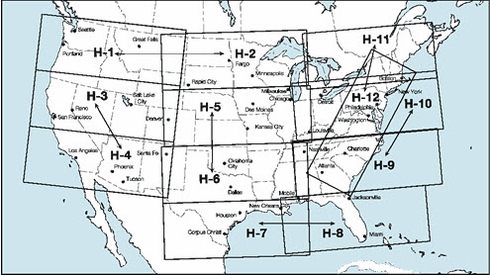 Seattle
H-11
Great Falls
H-1
H-2
Portland
Fargo
Minneapolis
Boston
Rapid City
Milwaukee
New York
H-3
Salt Lake City
Chicago
Detroit
H-12
H-10
Reno
H-5
Des Moines
Philadelphia
San Francisco
Denver
Washington
Kansas City
Louisville
H-4
Nashville
Charlotte
Los Angeles
Santa Fe
Oklahoma City
Atlanta
H-9
Phoenix
H-6
Tucson
Dallas
Mobile
Jacksonville
New Orleans
Houston
Corpus Christi
H-7
H-8
Miami